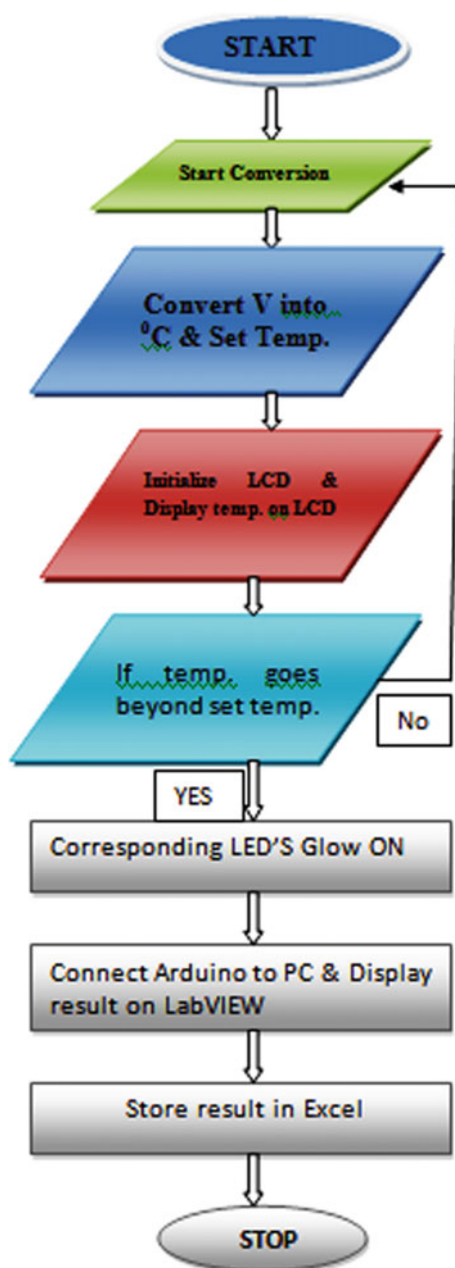 START
Start Conversion
Convert V into
⁰C & Set Temp.
Initialize LCD &
Display temp. on LCD
If temp. goes
beyond set temp.
No
YES
Corresponding LED'S Glow ON
Connect Arduino to PC & Display
result on LabVIEW
Store result in Excel
STOP